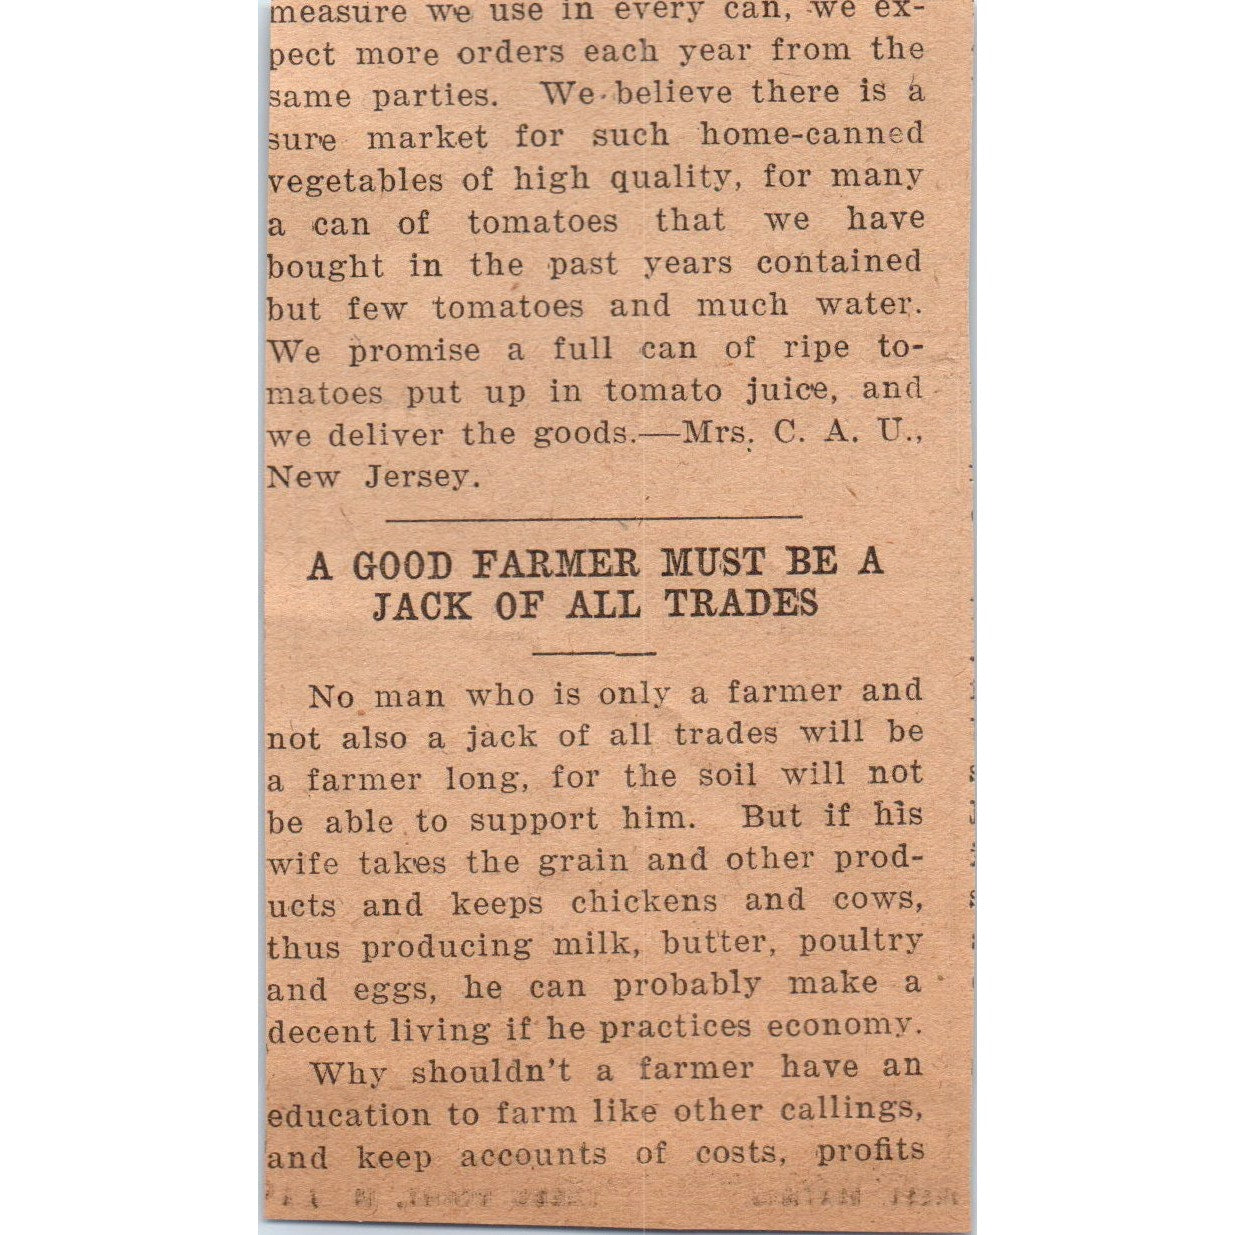 measure we use in every can, we ex-
pect more orders each year from the
same parties. We believe there is a
sure market for such home-canned
vegetables of high quality, for many
a can of tomatoes that we have
bought in the past years contained
but few tomatoes and much water.
We promise a full can of ripe to-
matoes put up in tomato juice, and
we deliver the goods.—Mrs. C. A. U.,
New Jersey.
A GOOD FARMER MUST BE A
JACK OF ALL TRADES
No man who is only a farmer and
not also a jack of all trades will be
a farmer long, for the soil will not
be able to support him. But if his
wife takes the grain and other prod-
ucts and keeps chickens and cows,
thus producing milk, butter, poultry
and eggs, he can probably make a
decent living if he practices economy.
Why shouldn't a farmer have an
education to farm like other callings,
and keep accounts of costs, profits